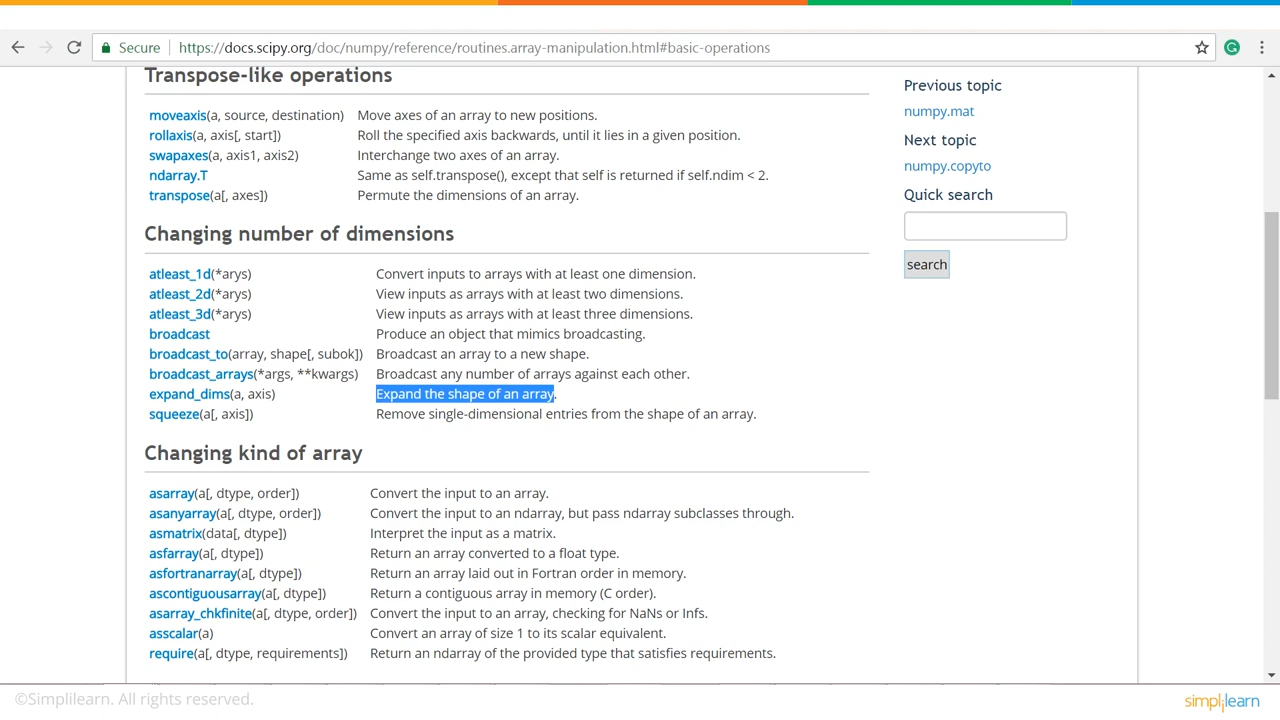 Secure https://docs.scipy.org/doc/numpy/reference/routines.array-manipulation.html#basic-operations
Transpose-like operations
moveaxis(a, source, destination) Move axes of an array to new positions.
rollaxis(a, axis[, start]) Roll the specified axis backwards, until it lies in a given position.
swapaxes(a, axis1, axis2) Interchange two axes of an array.
ndarray.T Same as self.transpose(), except that self is returned if self.ndim < 2.
transpose(a[, axes]) Permute the dimensions of an array.
Changing number of dimensions
atleast_1d(*arys) Convert inputs to arrays with at least one dimension.
atleast_2d(*arys) View inputs as arrays with at least two dimensions.
atleast_3d(*arys) View inputs as arrays with at least three dimensions.
broadcast Produce an object that mimics broadcasting.
broadcast_to(array, shape[, subok]) Broadcast an array to a new shape.
broadcast_arrays(*args, **kwargs) Broadcast any number of arrays against each other.
expand_dims(a, axis) Expand the shape of an array.
squeeze(a[, axis]) Remove single-dimensional entries from the shape of an array.
Changing kind of array
asarray(a[, dtype, order]) Convert the input to an array.
asanyarray(a[, dtype, order]) Convert the input to an ndarray, but pass ndarray subclasses through.
asmatrix(data[, dtype]) Interpret the input as a matrix.
asfarray(a[, dtype]) Return an array converted to a float type.
asfortranarray(a[, dtype]) Return an array laid out in Fortran order in memory.
ascontiguousarray(a[, dtype]) Return a contiguous array in memory (C order).
asarray_chkfinite(a[, dtype, order]) Convert the input to an array, checking for NaNs or Infs.
asscalar(a) Convert an array of size 1 to its scalar equivalent.
require(a[, dtype, requirements]) Return an ndarray of the provided type that satisfies requirements.
Previous topic
numpy.mat
Next topic
numpy.copyto
Quick search
search
©Simplilearn. All rights reserved.
simplilearn